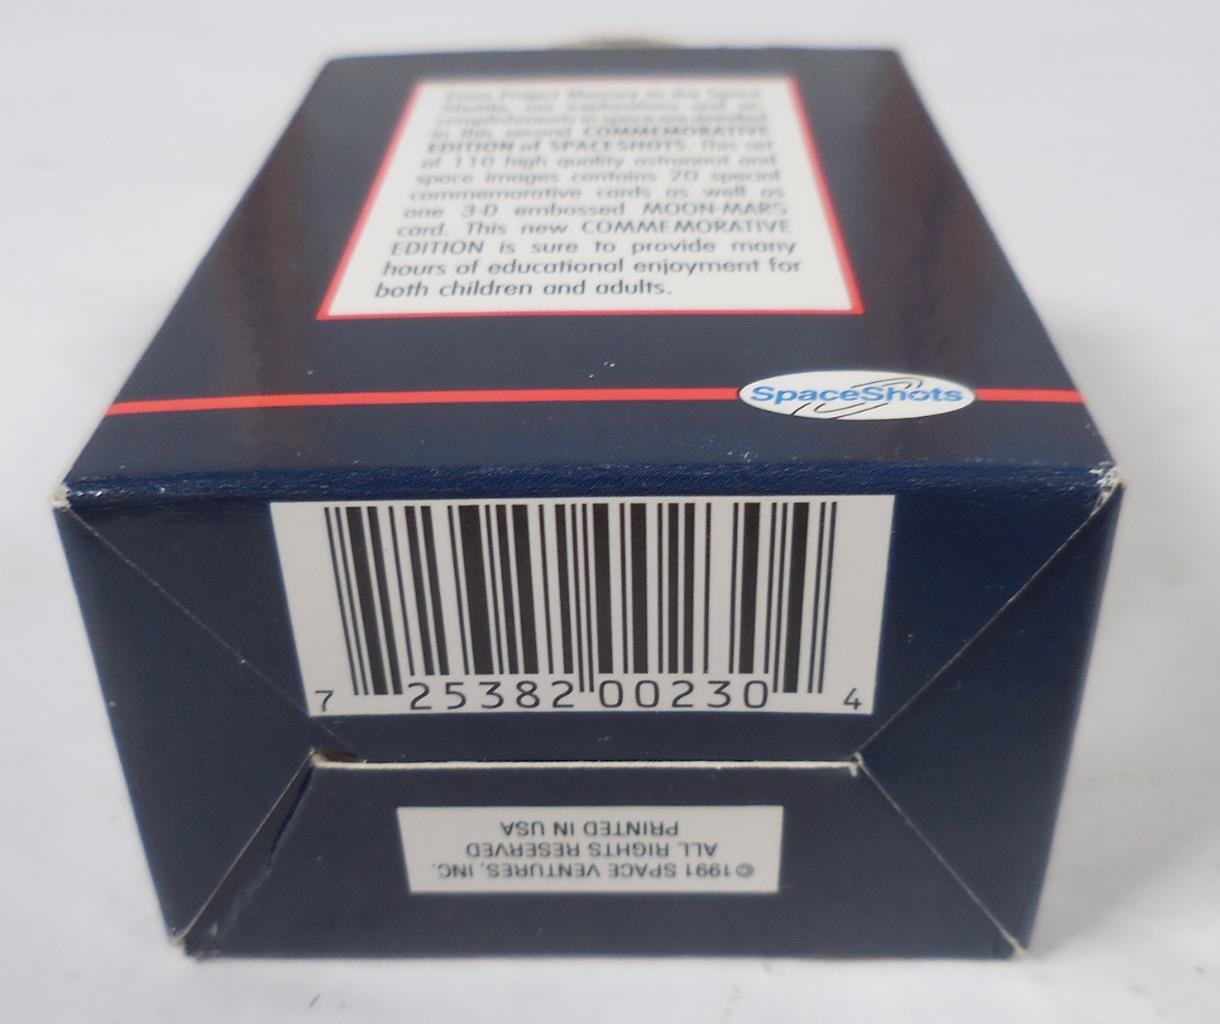 From Project Mercury to the Space
Shuttle, our explorations and ac-
complishments in space are detailed
in this second COMMEMORATIVE
EDITION of SPACESHOTS. This set
of 110 high quality astronaut and
space images contains 20 special
commemorative cards as well as
one 3-D embossed MOON-MARS
card. This new COMMEMORATIVE
EDITION is sure to provide many
hours of educational enjoyment for
both children and adults.
SpaceShots
7 25382 00230 4
©1991 SPACE VENTURES, INC.
ALL RIGHTS RESERVED
PRINTED IN USA